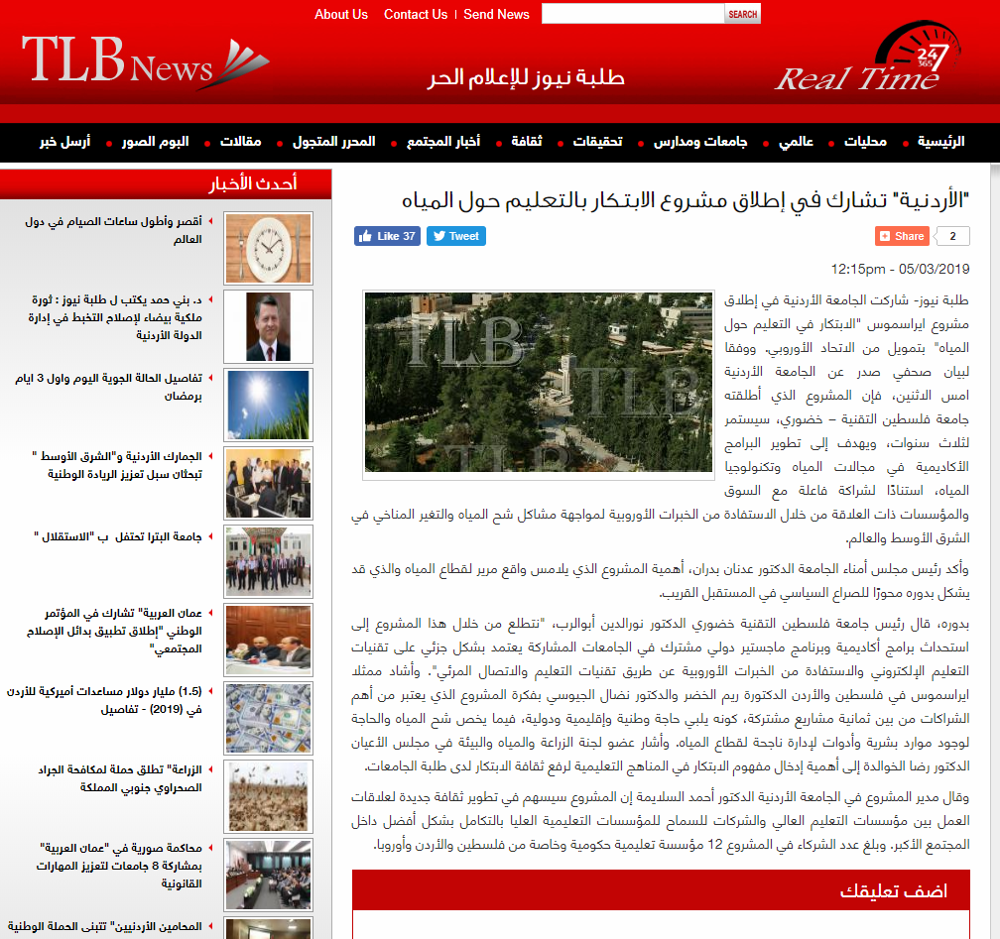 About Us
Contact Us | Send News
SEARCH
TLB News
طلبة نيوز للإعلام الحر
24 7
365
Real Time
الرئيسية • محليات • عالمي • جامعات ومدارس • تحقيقات • ثقافة • أخبار المجتمع • المحرر المتجول • مقالات • البوم الصور • أرسل خبر
"الأردنية" تشارك في إطلاق مشروع الابتكار بالتعليم حول المياه
Like 37
Tweet
Share
2
05/03/2019 - 12:15pm
طلبة نيوز- شاركت الجامعة الأردنية في إطلاق
مشروع ايراسموس "الابتكار في التعليم حول
المياه" بتمويل من الاتحاد الأوروبي. ووفقا
لبيان صحفي صدر عن الجامعة الأردنية
امس الاثنين، فإن المشروع الذي أطلقته
جامعة فلسطين التقنية – خضوري، سيستمر
لثلاث سنوات، ويهدف إلى تطوير البرامج
الأكاديمية في مجالات المياه وتكنولوجيا
المياه، استنادًا لشراكة فاعلة مع السوق
والمؤسسات ذات العلاقة من خلال الاستفادة من الخبرات الأوروبية لمواجهة مشاكل شح المياه والتغير المناخي في
الشرق الأوسط والعالم.
وأكد رئيس مجلس أمناء الجامعة الدكتور عدنان بدران، أهمية المشروع الذي يلامس واقع مرير لقطاع المياه والذي قد
يشكل بدوره محورًا للصراع السياسي في المستقبل القريب.
بدوره، قال رئيس جامعة فلسطين التقنية خضوري الدكتور نورالدين أبوالرب، "نتطلع من خلال هذا المشروع إلى
استحداث برامج أكاديمية وبرنامج ماجستير دولي مشترك في الجامعات المشاركة يعتمد بشكل جزئي على تقنيات
التعليم الإلكتروني والاستفادة من الخبرات الأوروبية عن طريق تقنيات التعليم والاتصال المرئي". وأشاد ممثلا
ايراسموس في فلسطين والأردن الدكتورة ريم الخضر والدكتور نضال الجيوسي بفكرة المشروع الذي يعتبر من أهم
الشراكات من بين ثمانية مشاريع مشتركة، كونه يلبي حاجة وطنية وإقليمية ودولية، فيما يخص شح المياه والحاجة
لوجود موارد بشرية وأدوات لإدارة ناجحة لقطاع المياه. وأشار عضو لجنة الزراعة والمياه والبيئة في مجلس الأعيان
الدكتور رضا الخوالدة إلى أهمية إدخال مفهوم الابتكار في المناهج التعليمية لرفع ثقافة الابتكار لدى طلبة الجامعات.
وقال مدير المشروع في الجامعة الأردنية الدكتور أحمد السلايمة إن المشروع سيسهم في تطوير ثقافة جديدة لعلاقات
العمل بين مؤسسات التعليم العالي والشركات للسماح للمؤسسات التعليمية العليا بالتكامل بشكل أفضل داخل
المجتمع الأكبر. وبلغ عدد الشركاء في المشروع 12 مؤسسة تعليمية حكومية وخاصة من فلسطين والأردن وأوروبا.
اضف تعليقك
TLB
TLB
TLB
أحدث الأخبار
أقصر وأطول ساعات الصيام في دول
العالم
د. بني حمد يكتب ل طلبة نيوز : ثورة
ملكية بيضاء لإصلاح التخبط في إدارة
الدولة الأردنية
تفاصيل الحالة الجوية اليوم واول 3 ايام
برمضان
الجمارك الأردنية و"الشرق الأوسط "
تبحثان سبل تعزيز الريادة الوطنية
جامعة البترا تحتفل ب "الاستقلال "
عمان العربية" تشارك في المؤتمر
الوطني "إطلاق تطبيق بدائل الإصلاح
المجتمعي"
(1.5) مليار دولار مساعدات أميركية للأردن
في (2019) - تفاصيل
الزراعة" تطلق حملة لمكافحة الجراد
الصحراوي جنوبي المملكة
محاكمة صورية في "عمان العربية"
بمشاركة 8 جامعات لتعزيز المهارات
القانونية
المحامين الأردنيين" تتبنى الحملة الوطنية